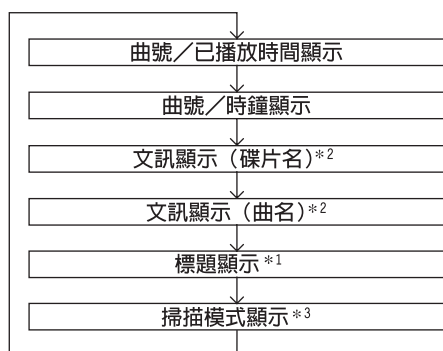 曲號／已播放時間顯示
曲號／時鐘顯示
文訊顯示（碟片名）*2
文訊顯示（曲名）*2
標題顯示*1
掃描模式顯示*3